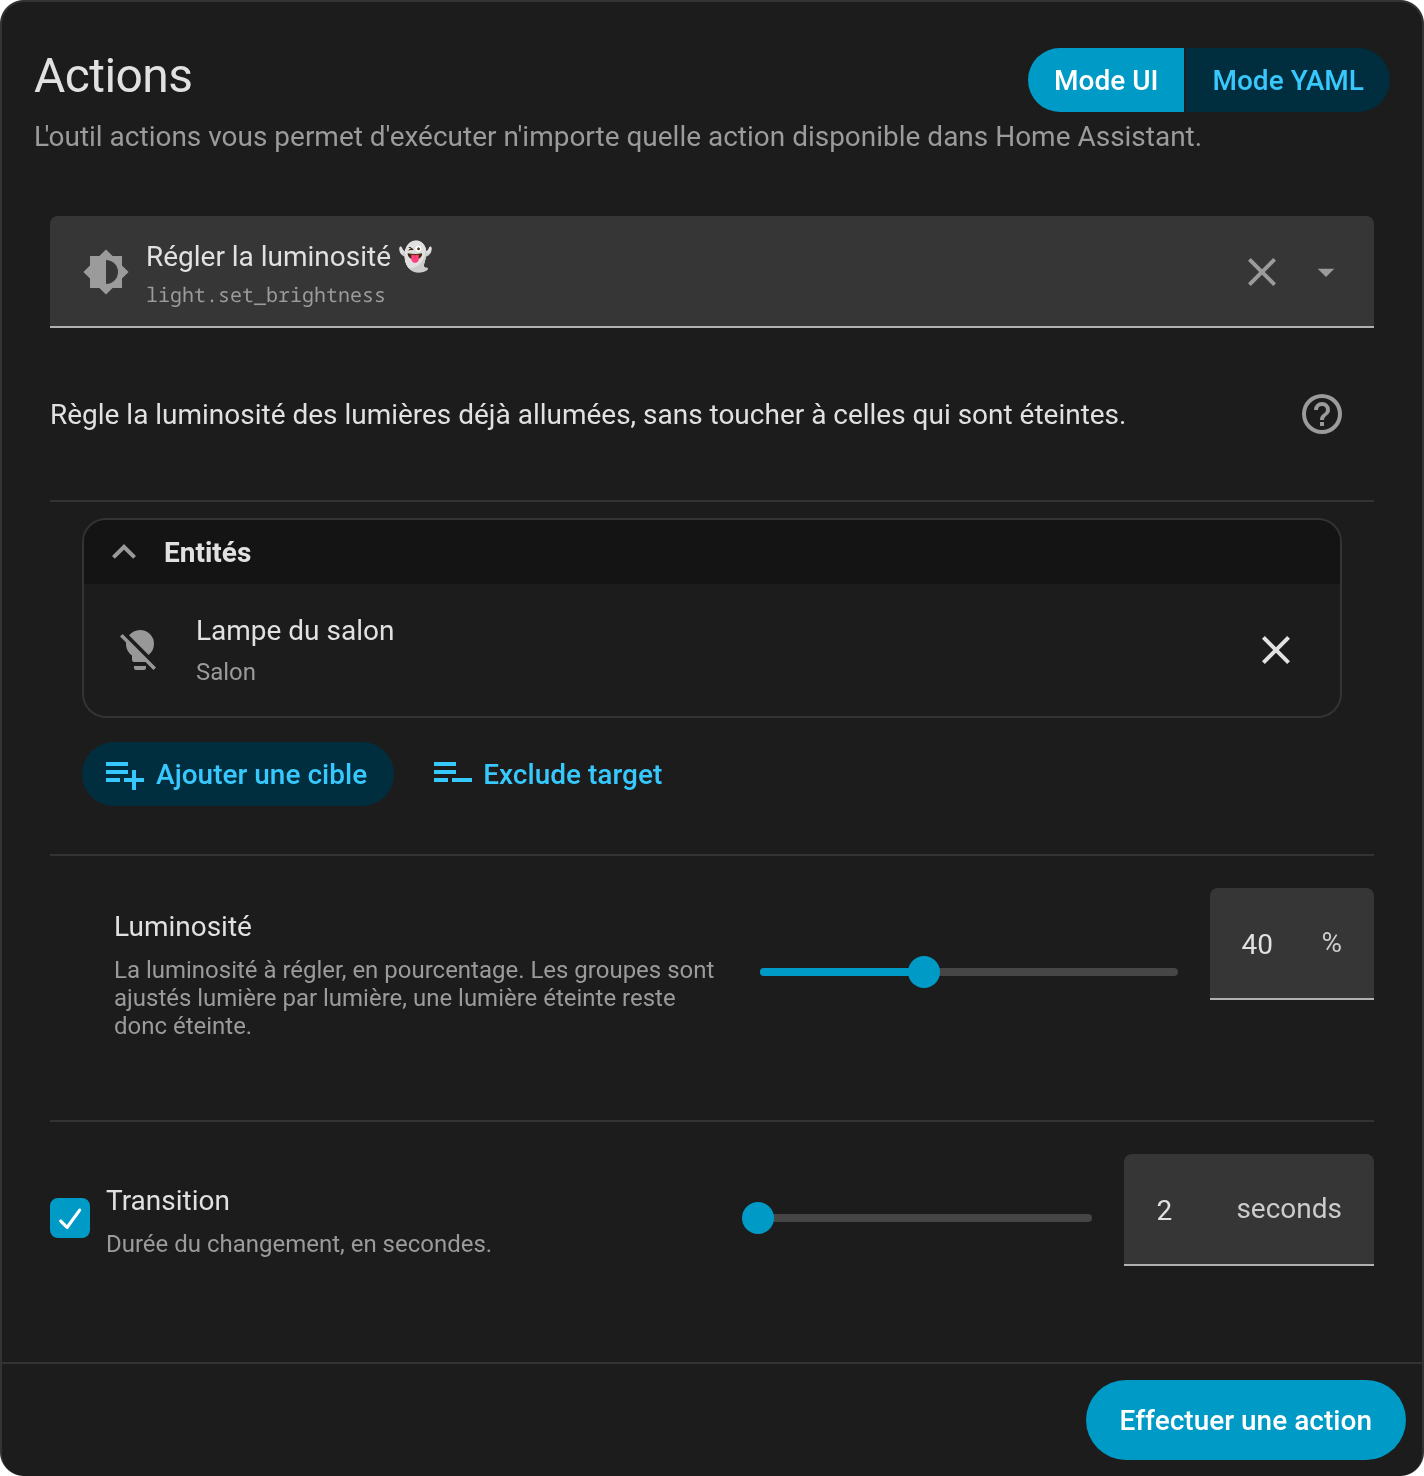 Actions
Mode UI
Mode YAML
L'outil actions vous permet d'exécuter n'importe quelle action disponible dans Home Assistant.
Régler la luminosité 👻
light.set_brightness
Règle la luminosité des lumières déjà allumées, sans toucher à celles qui sont éteintes.
Entités
Lampe du salon
Salon
Ajouter une cible
Exclude target
Luminosité
La luminosité à régler, en pourcentage. Les groupes sont
ajustés lumière par lumière, une lumière éteinte reste
donc éteinte.
40 %
Transition
Durée du changement, en secondes.
2 seconds
Effectuer une action